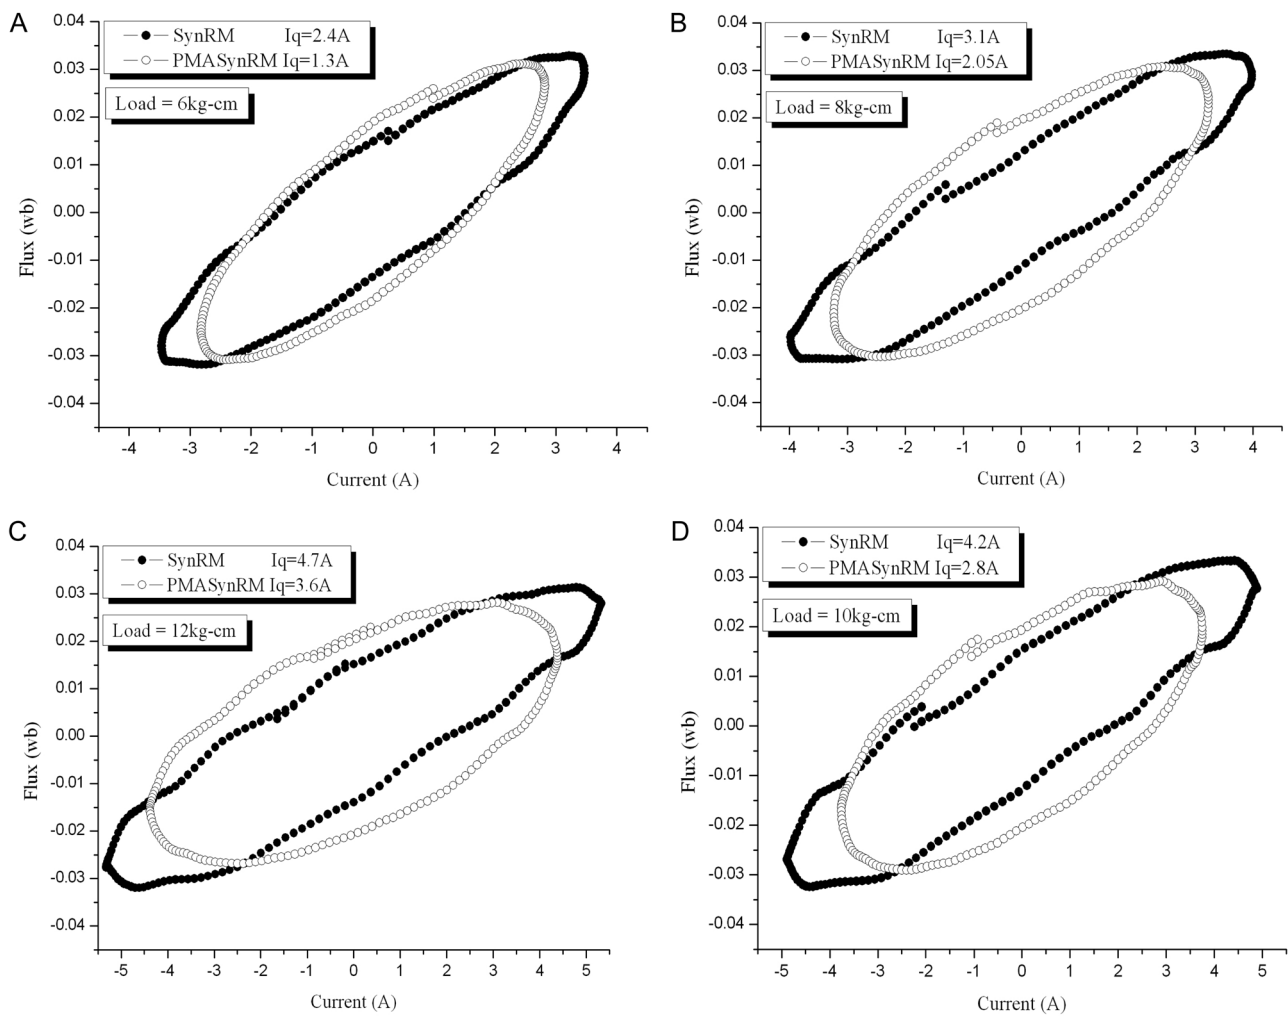 A
SynRM Iq=2.4A
PMASynRM Iq=1.3A
Load = 6kg-cm
0.04
0.03
0.02
0.01
0.00
-0.01
-0.02
-0.03
-0.04
Flux (wb)
-4 -3 -2 -1 0 1 2 3 4
Current (A)
B
SynRM Iq=3.1A
PMASynRM Iq=2.05A
Load = 8kg-cm
0.04
0.03
0.02
0.01
0.00
-0.01
-0.02
-0.03
-0.04
Flux (wb)
-4 -3 -2 -1 0 1 2 3 4
Current (A)
C
SynRM Iq=4.7A
PMASynRM Iq=3.6A
Load = 12kg-cm
0.04
0.03
0.02
0.01
0.00
-0.01
-0.02
-0.03
-0.04
Flux (wb)
-5 -4 -3 -2 -1 0 1 2 3 4 5
Current (A)
D
SynRM Iq=4.2A
PMASynRM Iq=2.8A
Load = 10kg-cm
0.04
0.03
0.02
0.01
0.00
-0.01
-0.02
-0.03
-0.04
Flux (wb)
-5 -4 -3 -2 -1 0 1 2 3 4 5
Current (A)